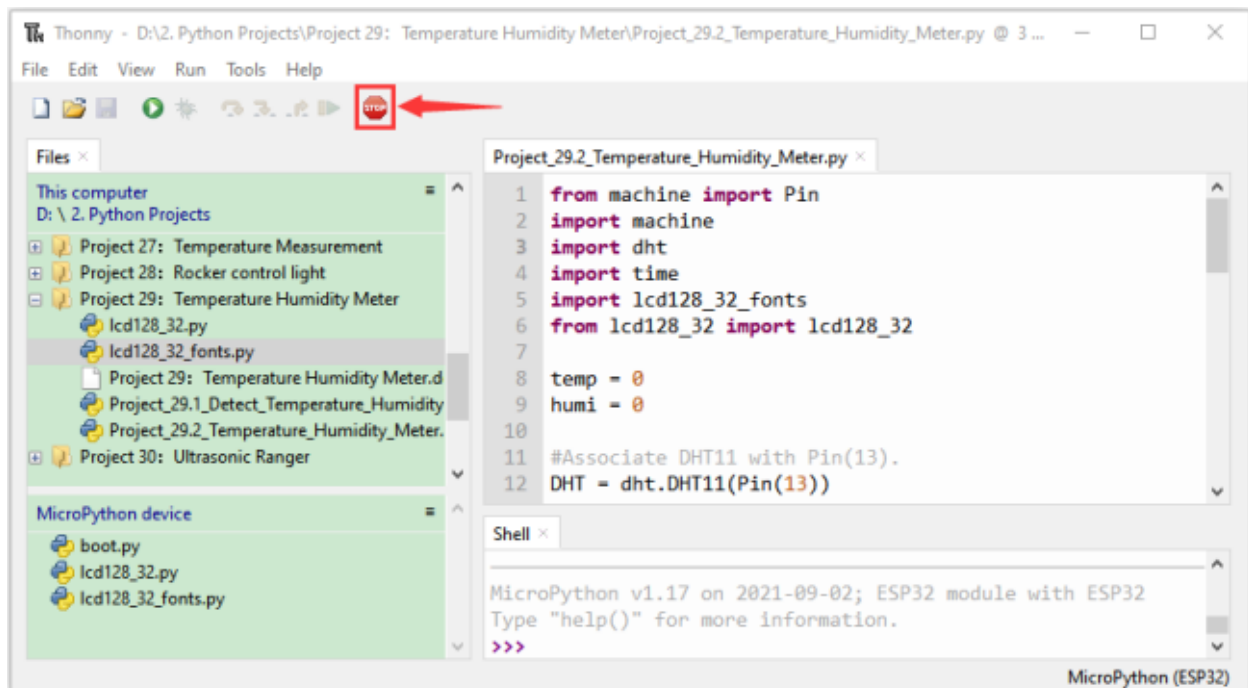 Thonny - D:\2. Python Projects\Project 29： Temperature Humidity Meter\Project_29.2_Temperature_Humidity_Meter.py @ 3 ...
File Edit View Run Tools Help
STOP
Files
This computer
D: \ 2. Python Projects
Project 27： Temperature Measurement
Project 28： Rocker control light
Project 29： Temperature Humidity Meter
lcd128_32.py
lcd128_32_fonts.py
Project 29： Temperature Humidity Meter.d
Project_29.1_Detect_Temperature_Humidity
Project_29.2_Temperature_Humidity_Meter.
Project 30： Ultrasonic Ranger
MicroPython device
boot.py
lcd128_32.py
lcd128_32_fonts.py
Project_29.2_Temperature_Humidity_Meter.py
1 from machine import Pin
2 import machine
3 import dht
4 import time
5 import lcd128_32_fonts
6 from lcd128_32 import lcd128_32
7
8 temp = 0
9 humi = 0
10
11 #Associate DHT11 with Pin(13).
12 DHT = dht.DHT11(Pin(13))
Shell
MicroPython v1.17 on 2021-09-02; ESP32 module with ESP32
Type "help()" for more information.
>>>
MicroPython (ESP32)